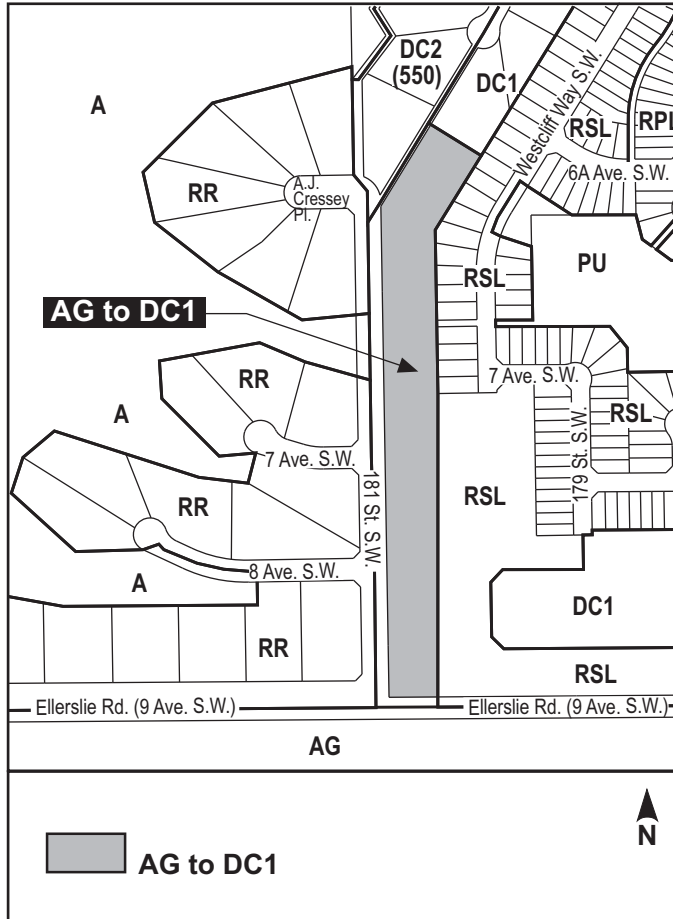 DC2
(550)
DC1
A
Westcliff Way S.W.
RSL
RPL
6A Ave. S.W.
RR
A.J.
Cressey
Pl.
PU
RSL
AG to DC1
RR
7 Ave. S.W.
A
RSL
179 St. S.W.
7 Ave. S.W.
181 St. S.W.
RSL
RR
8 Ave. S.W.
A
DC1
RR
RSL
Ellerslie Rd. (9 Ave. S.W.)
Ellerslie Rd. (9 Ave. S.W.)
AG
N
AG to DC1